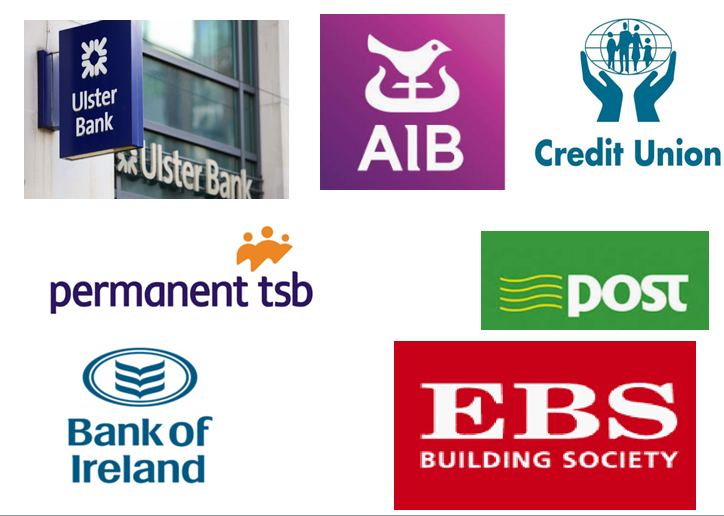 Ulster
Bank
Ulster Bank
AIB
Credit Union
permanent tsb
post
Bank of
Ireland
EBS
BUILDING SOCIETY